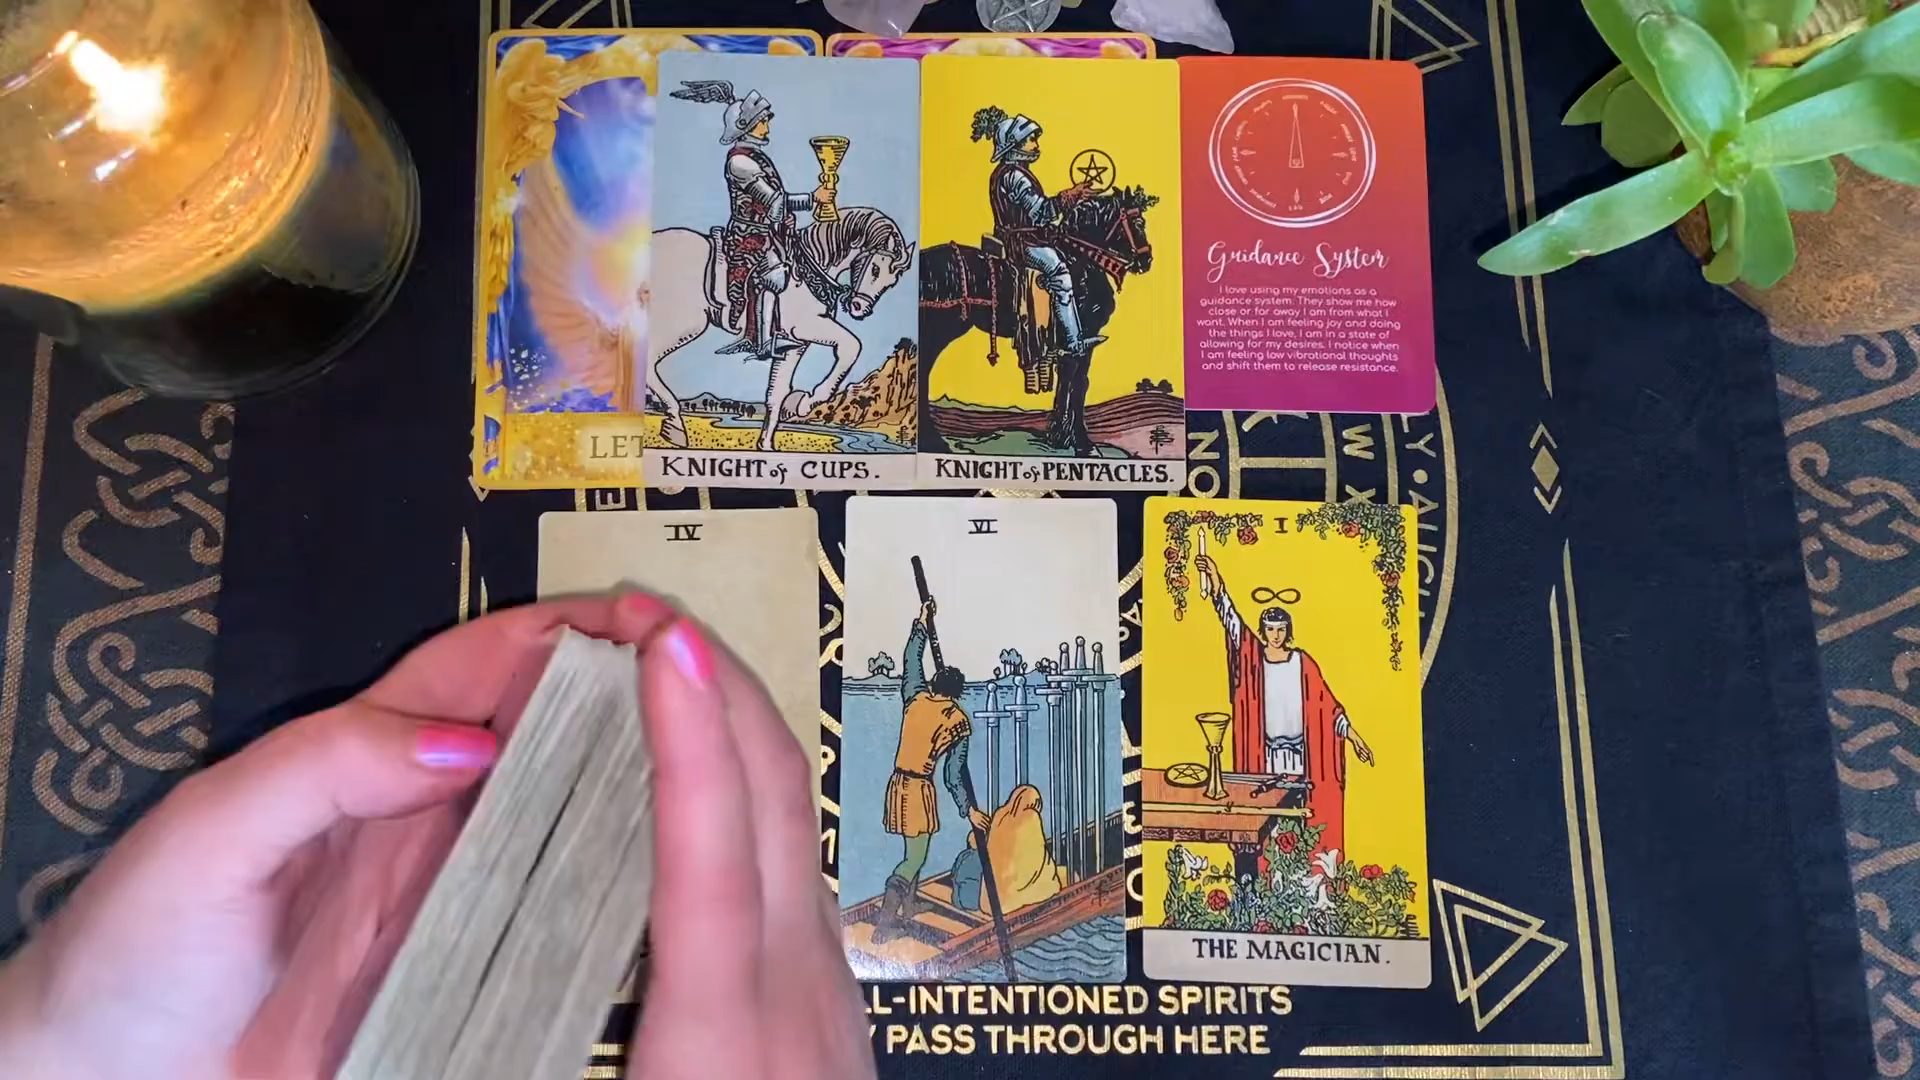 Guidance System
I love using my emotions as a
guidance system. They show me how
close or far away I am from what I
want. When I am feeling joy and doing
the things I love, I am in a state of
allowing for my desires. I notice when
I am feeling low vibrational thoughts
and shift them to release resistance.
LET
KNIGHT of CUPS.
KNIGHT of PENTACLES.
IV
VI
I
THE MAGICIAN.
LL-INTENTIONED SPIRITS
Y PASS THROUGH HERE